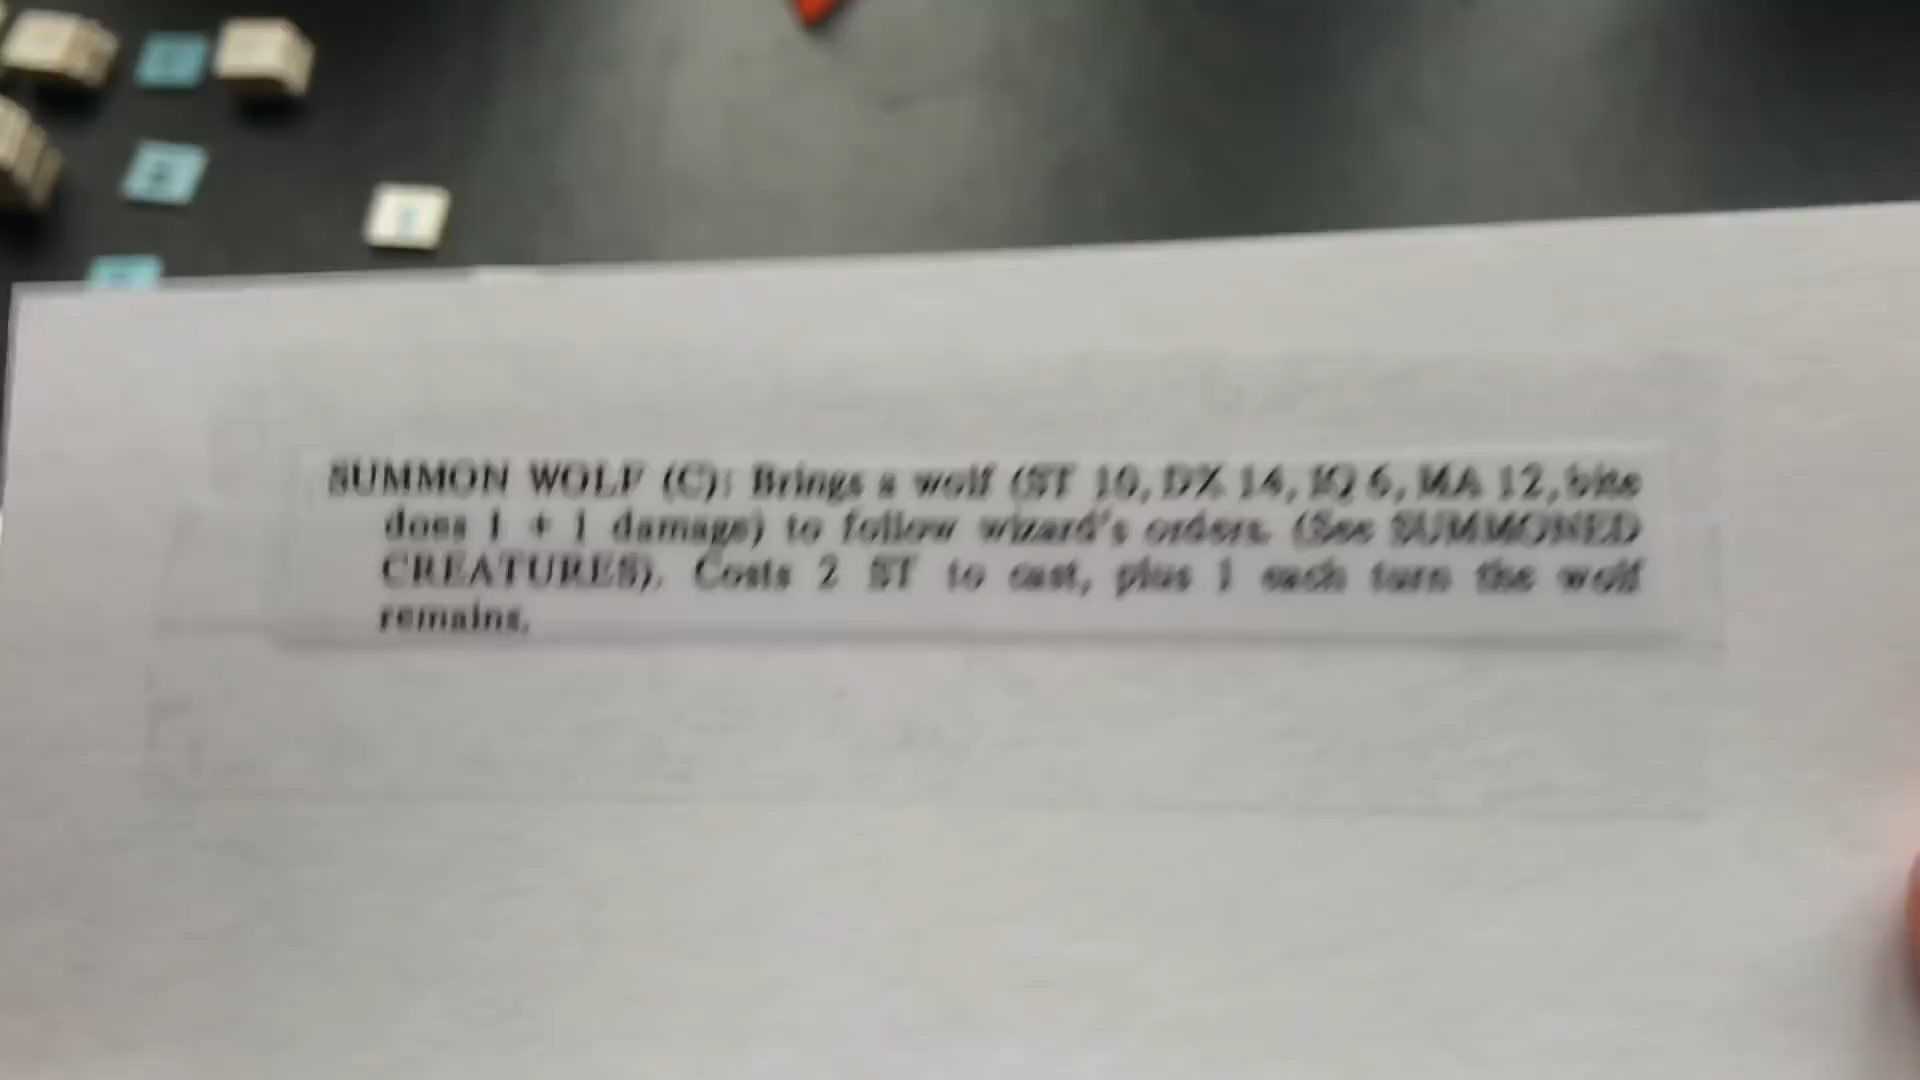 SUMMON WOLF (C): Brings a wolf (ST 10, DX 14, IQ 6, MA 12, bite
does 1 + 1 damage) to follow wizard's orders. (See SUMMONED
CREATURES). Costs 2 ST to cast, plus 1 each turn the wolf
remains.